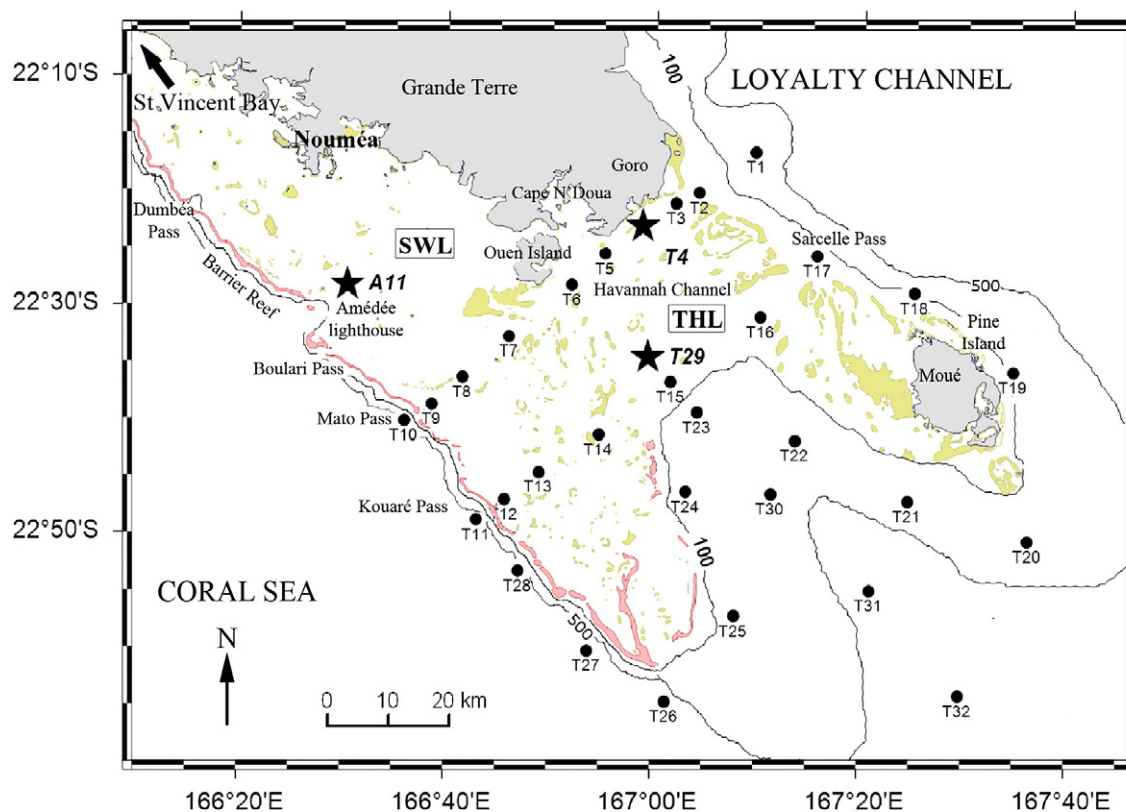 22°10'S
22°30'S
22°50'S
166°20'E
166°40'E
167°00'E
167°20'E
167°40'E
LOYALTY CHANNEL
100
Grande Terre
St Vincent Bay
Nouméa
Goro
T1
Cape N'Doua
T2
T3
Dumbéa
Pass
SWL
Ouen Island
T4
Sarcelle Pass
T5
T17
Barrier Reef
A11
T6
Havannah Channel
500
T18
Amédée
lighthouse
THL
T16
Pine
Island
T7
T29
Boulari Pass
Moué
T8
T15
T19
Mato Pass
T9
T10
T23
T14
T22
T13
Kouaré Pass
T12
T24
T30
T21
T11
100
T20
T28
CORAL SEA
T31
500
T25
N
T27
T26
T32
0 10 20 km